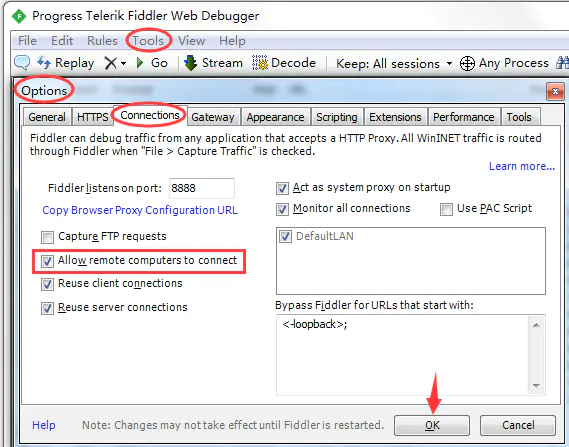 Progress Telerik Fiddler Web Debugger
File Edit Rules Tools View Help
Replay Go Stream Decode Keep: All sessions Any Process
Options
General HTTPS Connections Gateway Appearance Scripting Extensions Performance Tools
Fiddler can debug traffic from any application that accepts a HTTP Proxy. All WinINET traffic is routed
through Fiddler when "File > Capture Traffic" is checked.
Learn more...
Fiddler listens on port: 8888
Copy Browser Proxy Configuration URL
Capture FTP requests
Allow remote computers to connect
Reuse client connections
Reuse server connections
Act as system proxy on startup
Monitor all connections Use PAC Script
DefaultLAN
Bypass Fiddler for URLs that start with:
<-loopback>;
Help Note: Changes may not take effect until Fiddler is restarted. OK Cancel